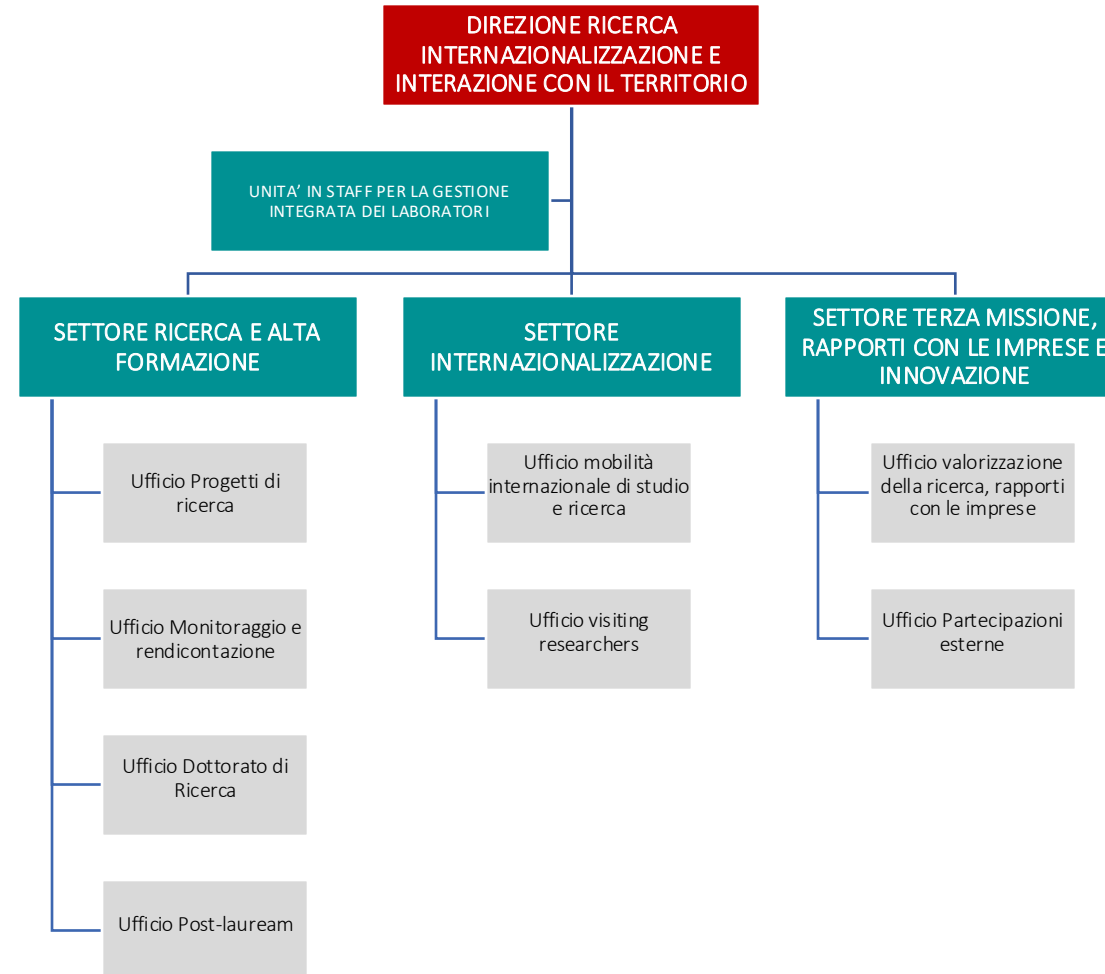 DIREZIONE RICERCA
INTERNAZIONALIZZAZIONE E
INTERAZIONE CON IL TERRITORIO
UNITA’ IN STAFF PER LA GESTIONE
INTEGRATA DEI LABORATORI
SETTORE RICERCA E ALTA
FORMAZIONE
Ufficio Progetti di
ricerca
Ufficio Monitoraggio e
rendicontazione
Ufficio Dottorato di
Ricerca
Ufficio Post-lauream
SETTORE
INTERNAZIONALIZZAZIONE
Ufficio mobilità
internazionale di studio
e ricerca
Ufficio visiting
researchers
SETTORE TERZA MISSIONE,
RAPPORTI CON LE IMPRESE E
INNOVAZIONE
Ufficio valorizzazione
della ricerca, rapporti
con le imprese
Ufficio Partecipazioni
esterne